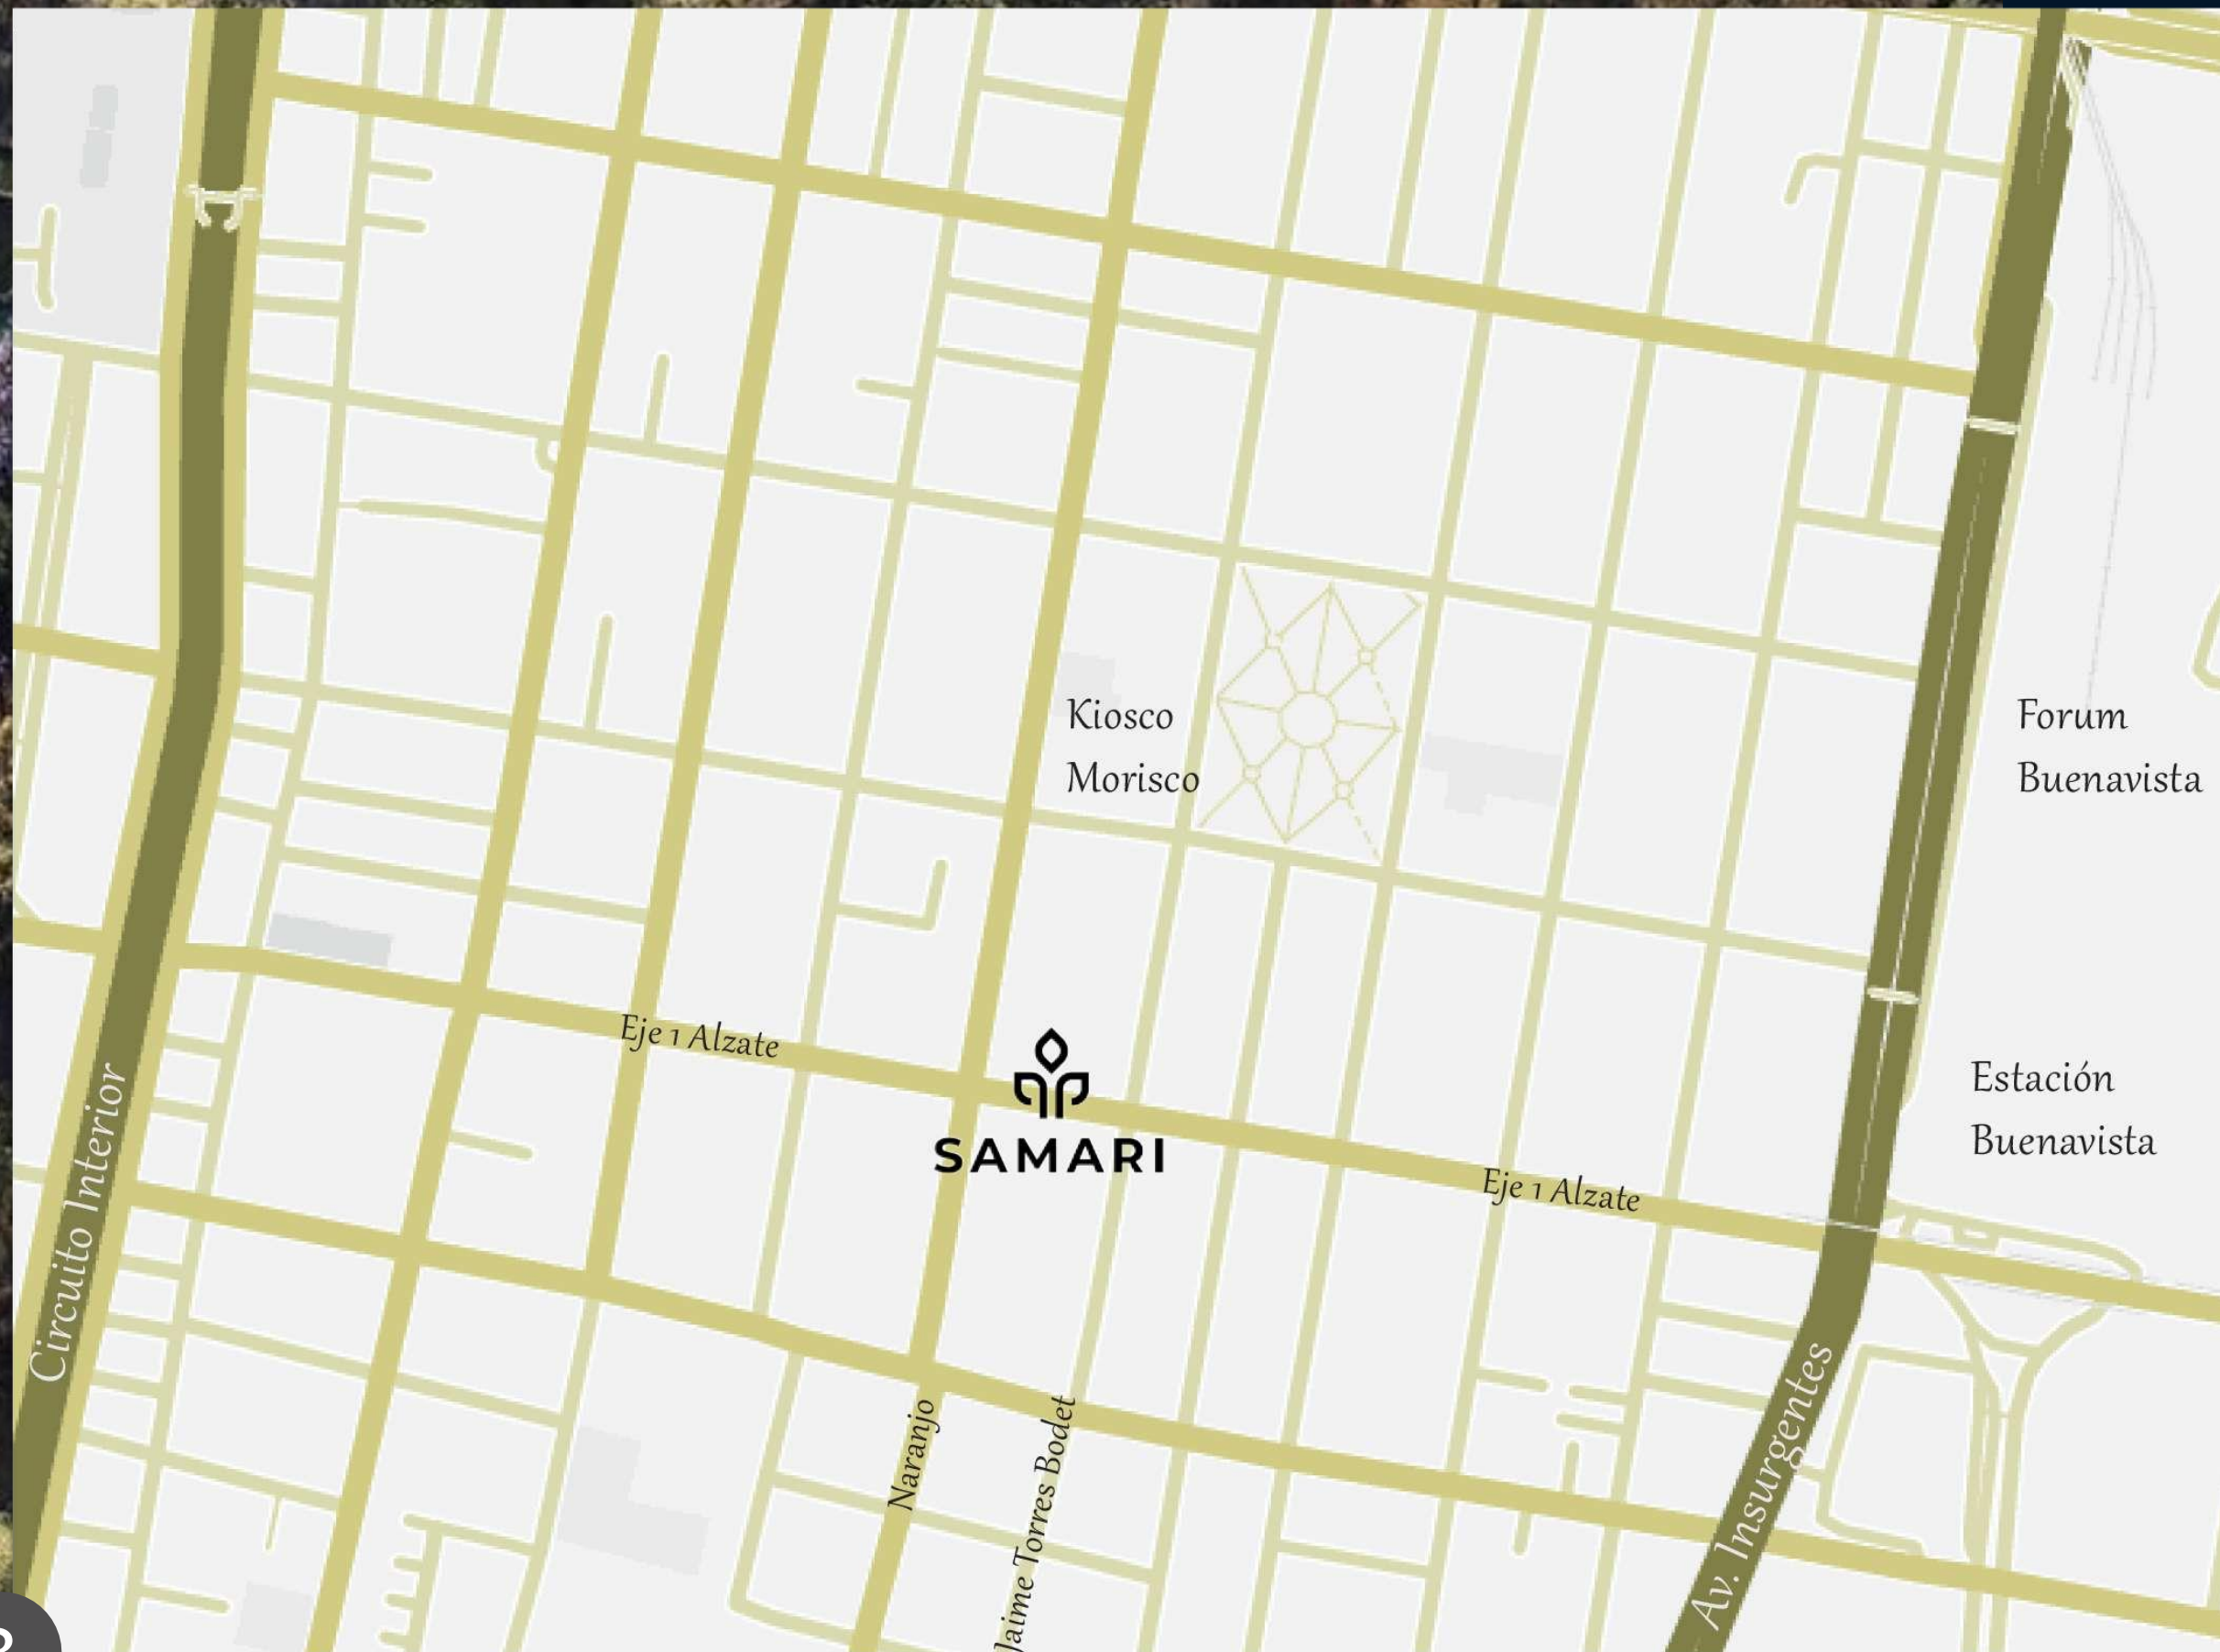 Kiosco
Morisco
Forum
Buenavista
Eje 1 Alzate
SAMARI
Estación
Buenavista
Eje 1 Alzate
Circuito Interior
Naranjo
Jaime Torres Bodet
Av. Insurgentes